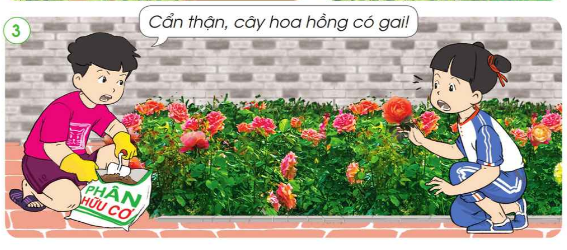 3
Cẩn thận, cây hoa hồng có gai!
PHÂN
HỮU CƠ